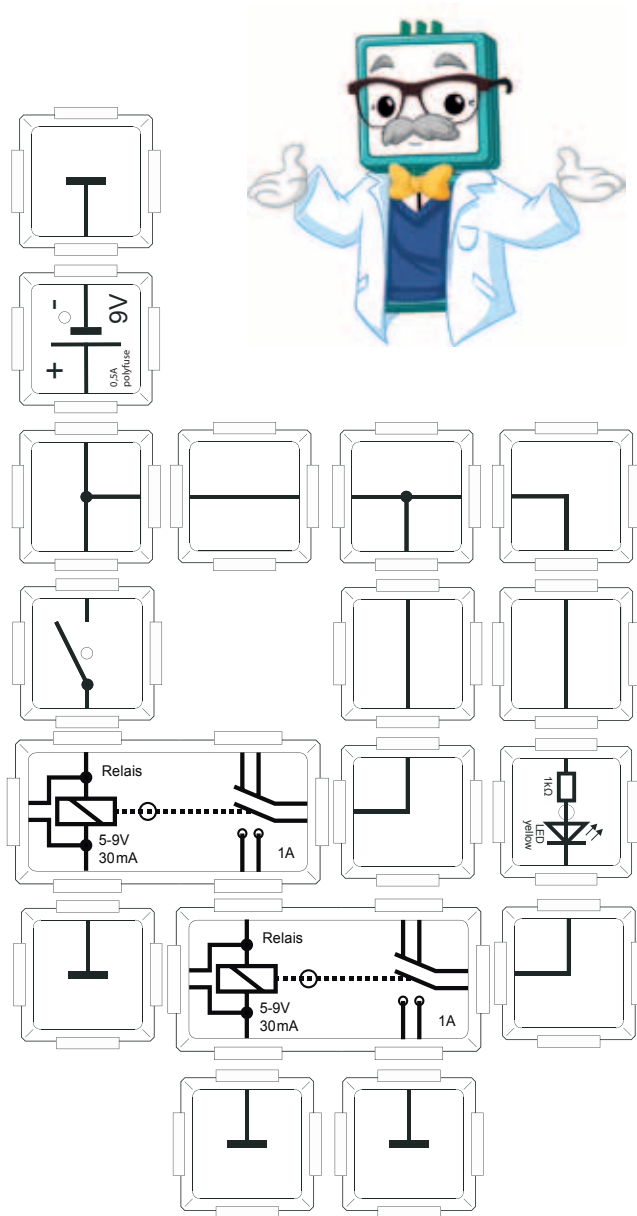 -
9V
+
0,5A
polyfuse
Relais
5-9V
30mA
1A
1kΩ
LED
yellow
Relais
5-9V
30mA
1A